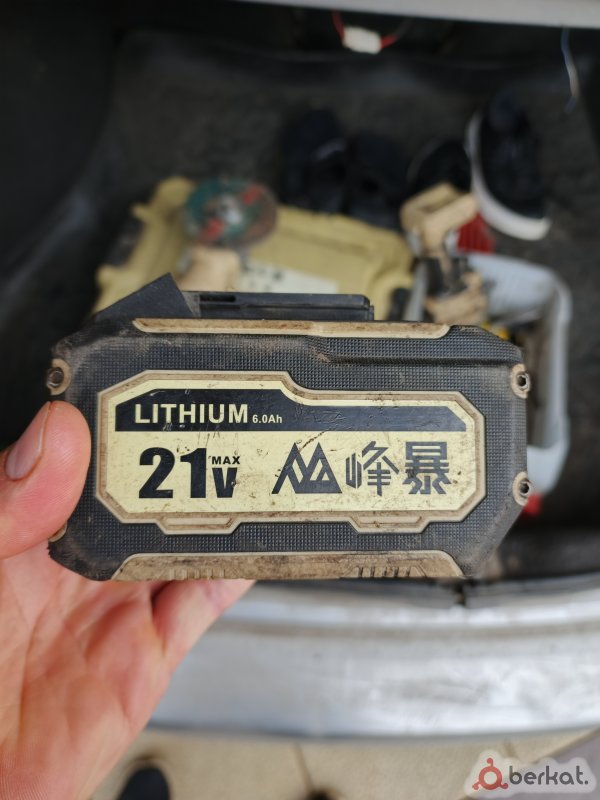 LITHIUM 6.0Ah
21V MAX 峰暴
berkat.